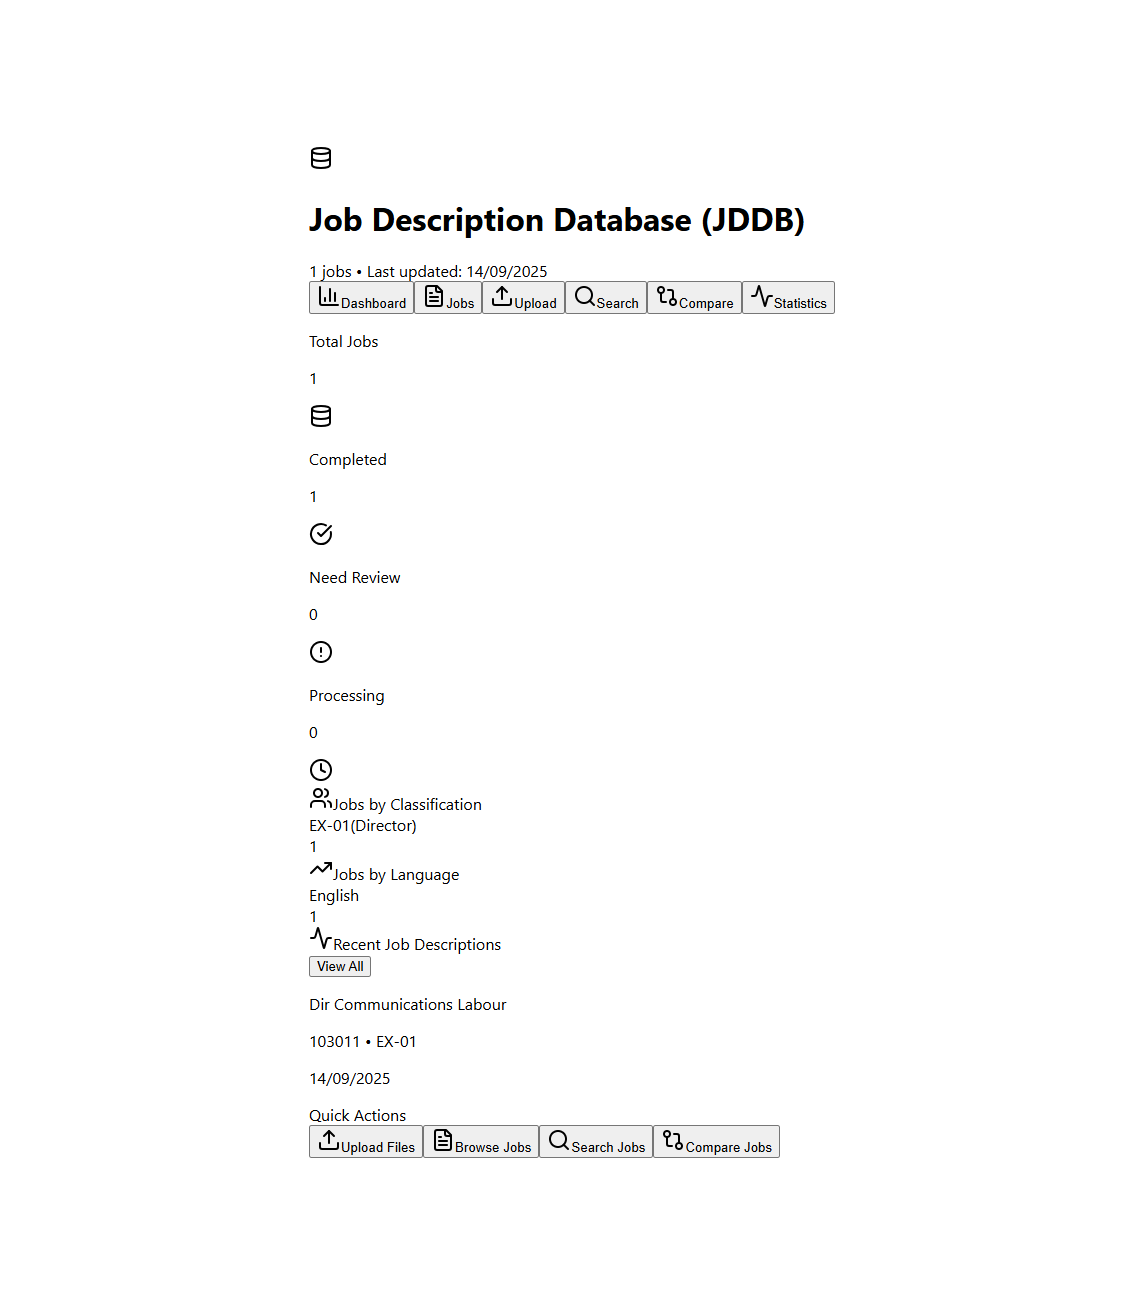 Job Description Database (JDDB)
1 jobs • Last updated: 14/09/2025
Dashboard Jobs Upload Search Compare Statistics
Total Jobs
1
Completed
1
Need Review
0
Processing
0
Jobs by Classification
EX-01(Director)
1
Jobs by Language
English
1
Recent Job Descriptions
View All
Dir Communications Labour
103011 • EX-01
14/09/2025
Quick Actions
Upload Files Browse Jobs Search Jobs Compare Jobs